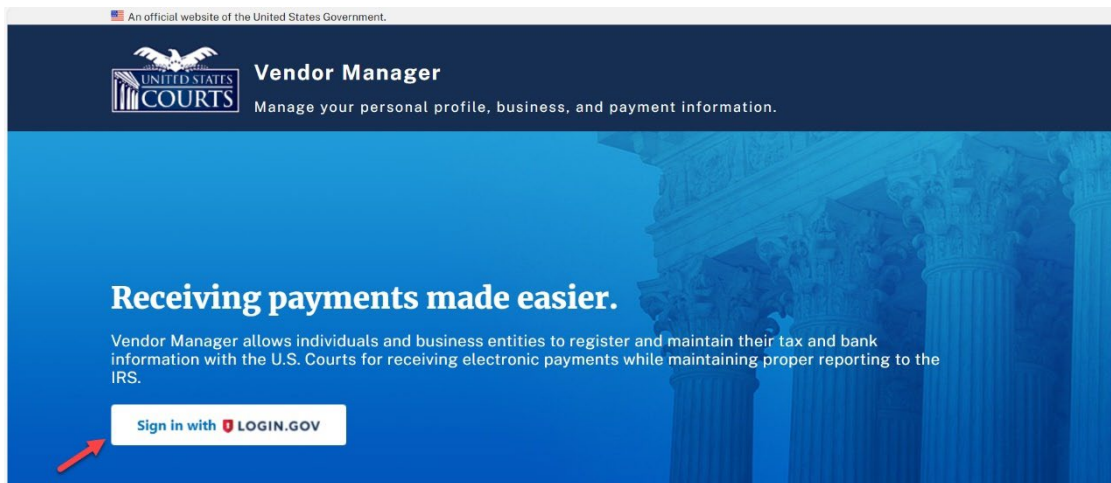 An official website of the United States Government.
UNITED STATES
COURTS
Vendor Manager
Manage your personal profile, business, and payment information.
Receiving payments made easier.
Vendor Manager allows individuals and business entities to register and maintain their tax and bank
information with the U.S. Courts for receiving electronic payments while maintaining proper reporting to the
IRS.
Sign in with LOGIN.GOV